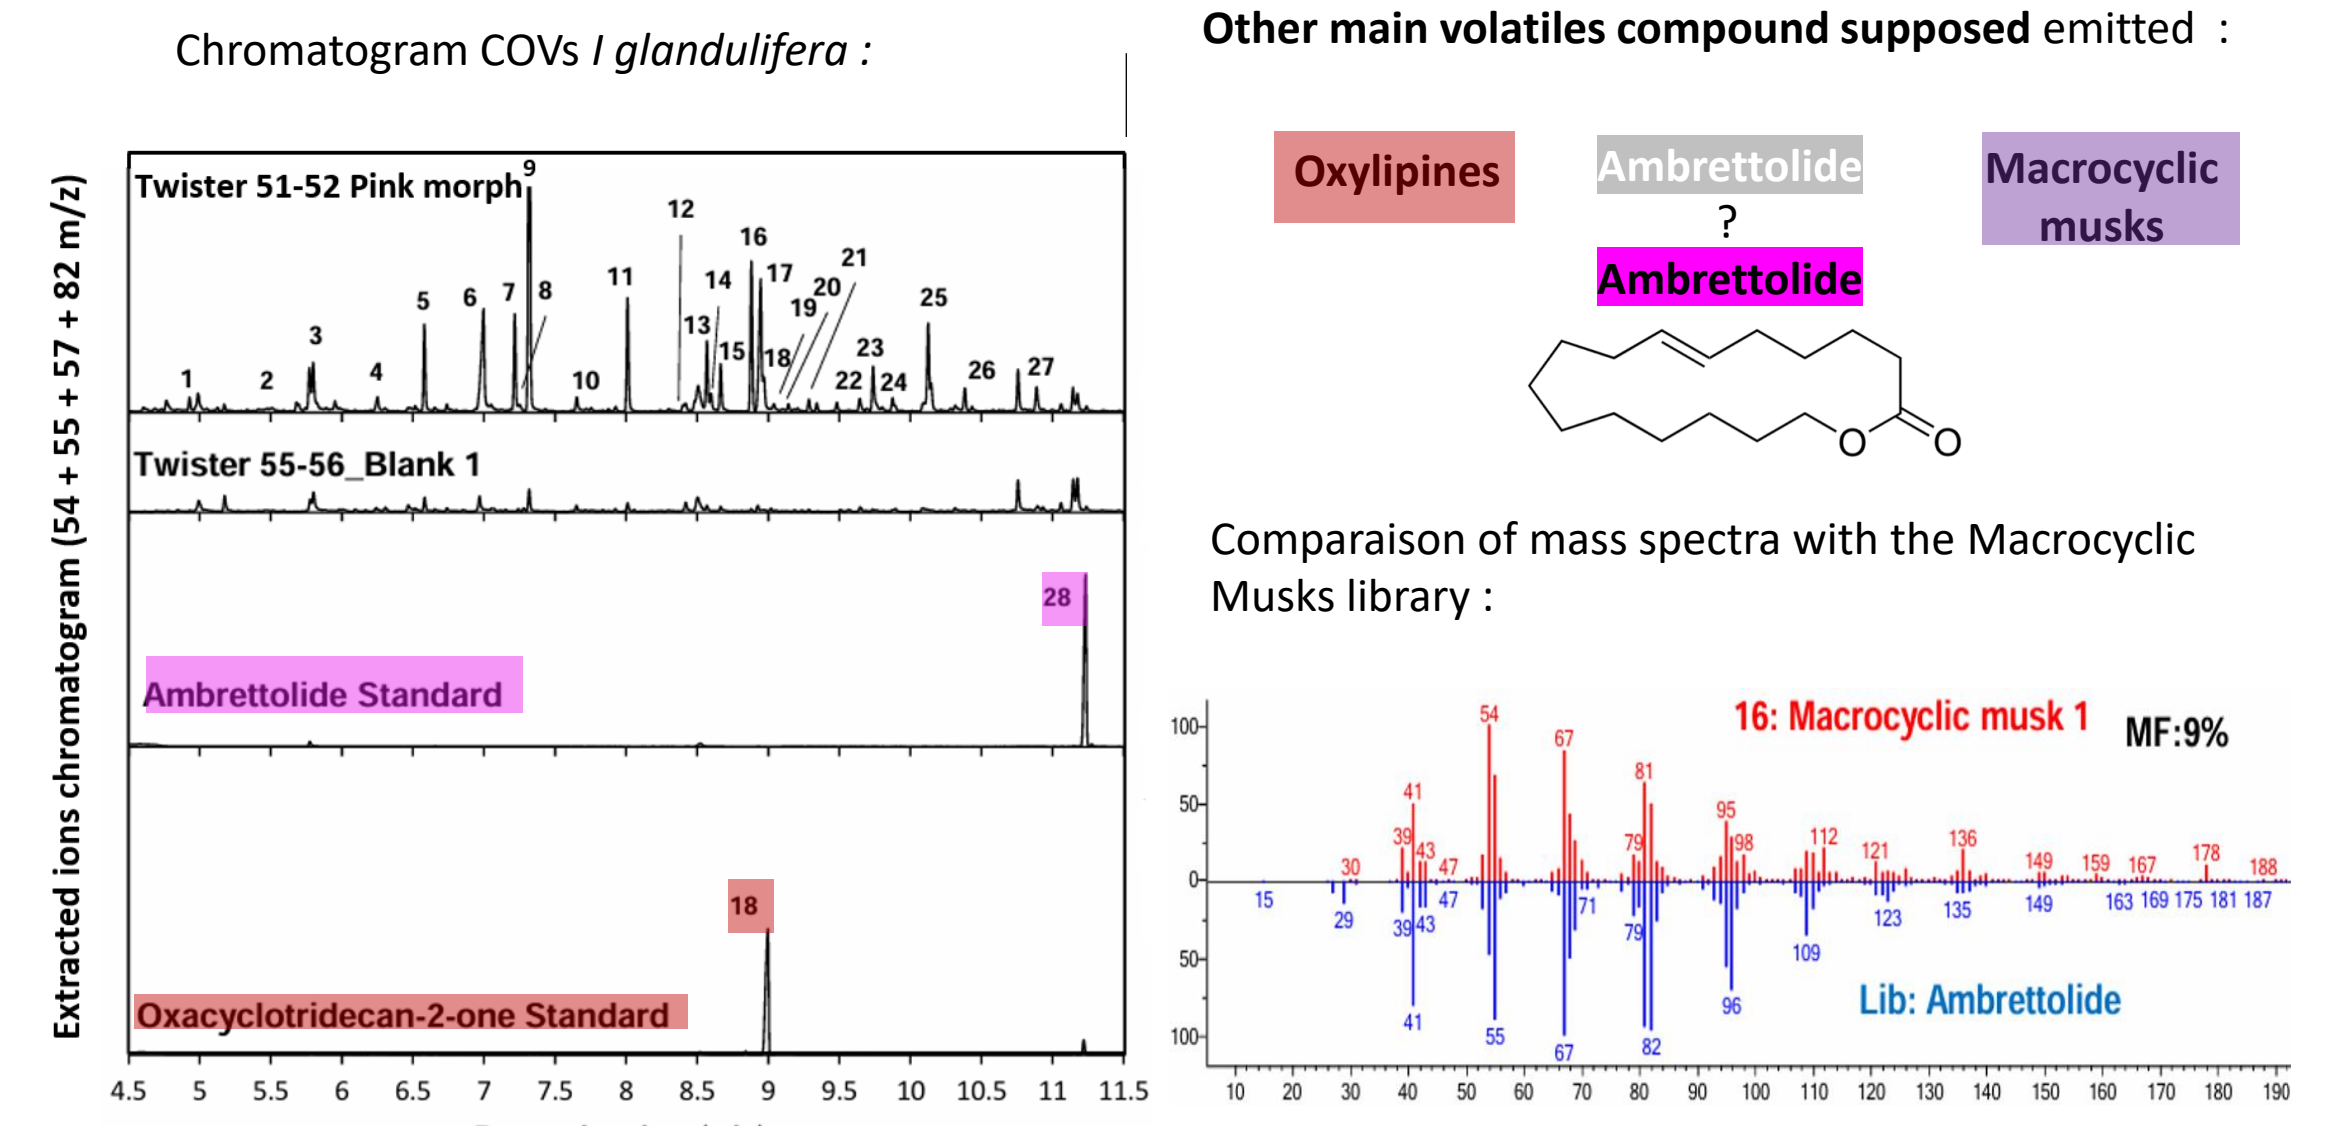 Chromatogram COVs I glandulifera :
Extracted ions chromatogram (54 + 55 + 57 + 82 m/z)
Twister 51-52 Pink morph
1
2
3
4
5
6
7
8
9
10
11
12
13
14
15
16
17
18
19
20
21
22
23
24
25
26
27
Twister 55-56_Blank 1
28
Ambrettolide Standard
18
Oxacyclotridecan-2-one Standard
4.5 5 5.5 6 6.5 7 7.5 8 8.5 9 9.5 10 10.5 11 11.5
Other main volatiles compound supposed emitted :
Oxylipines
Ambrettolide
?
Ambrettolide
Macrocyclic
musks
O
O
Comparaison of mass spectra with the Macrocyclic
Musks library :
16: Macrocyclic musk 1
MF:9%
100
50
0
50
100
30 39 41 43 47 54 67 79 81 95 98 112 121 136 149 159 167 178 188
15 29 39 41 43 47 55 67 71 79 82 96 109 123 135 149 163 169 175 181 187
Lib: Ambrettolide
10 20 30 40 50 60 70 80 90 100 110 120 130 140 150 160 170 180 190